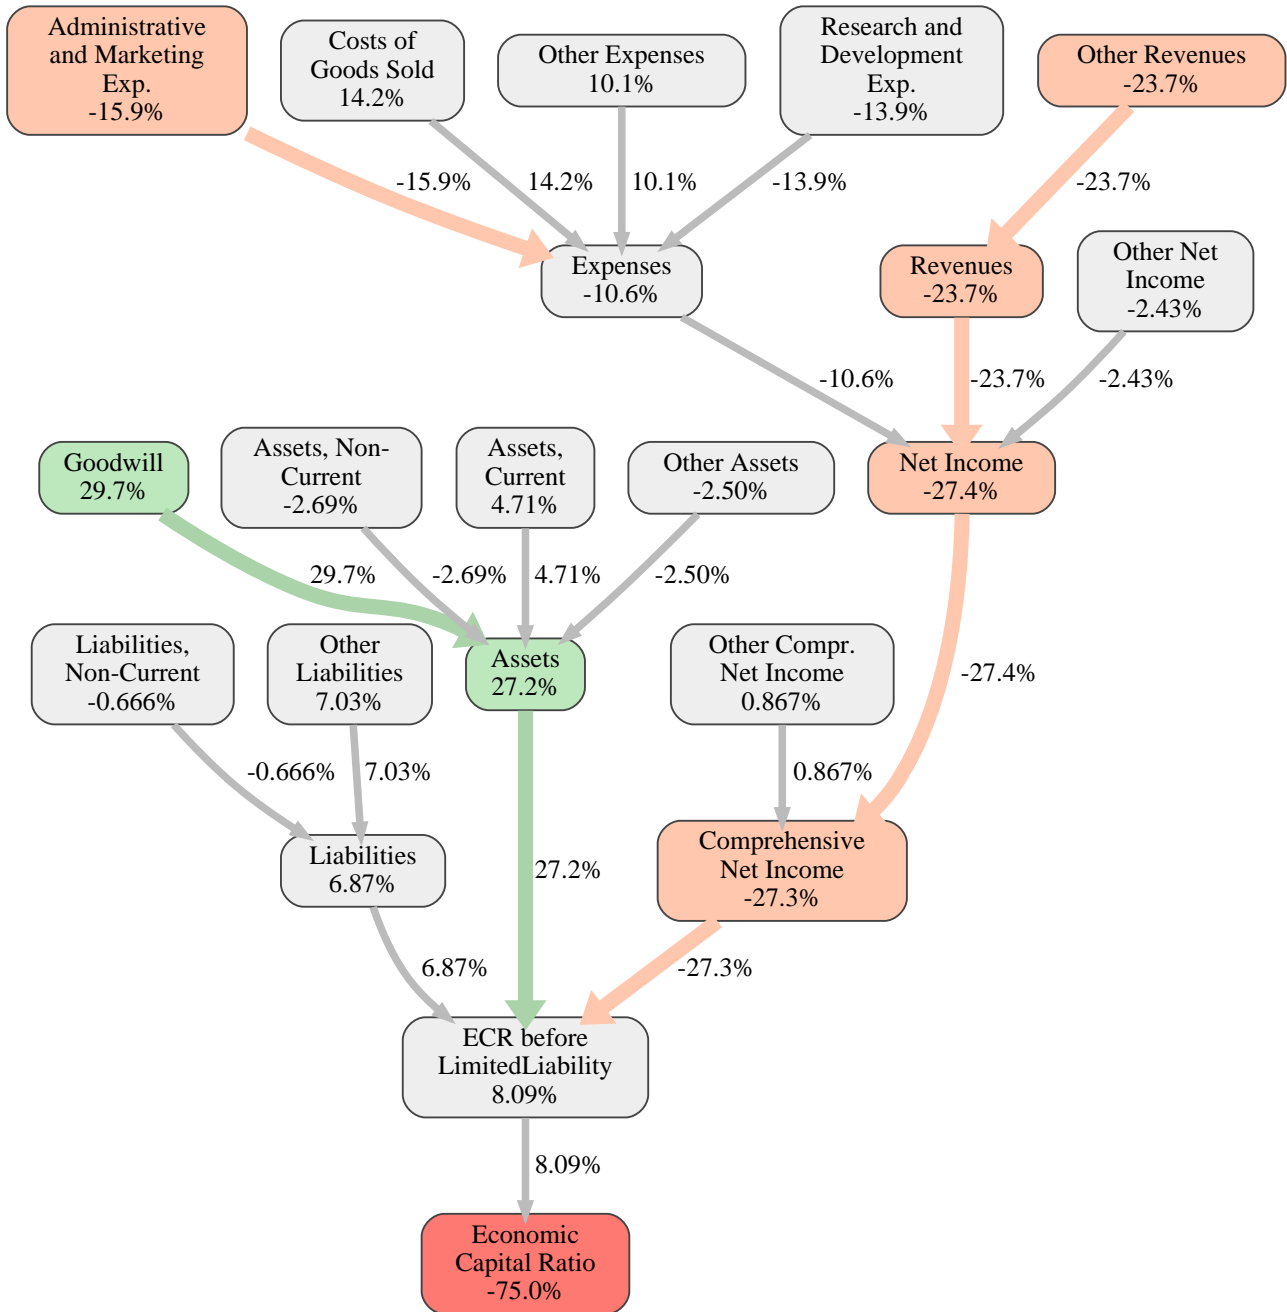 Administrative
and Marketing
Exp.
-15.9%
Costs of
Goods Sold
14.2%
Other Expenses
10.1%
Research and
Development
Exp.
-13.9%
Other Revenues
-23.7%
-15.9%
14.2%
10.1%
-13.9%
-23.7%
Expenses
-10.6%
Revenues
-23.7%
Other Net
Income
-2.43%
-10.6%
-23.7%
-2.43%
Goodwill
29.7%
Assets, Non-
Current
-2.69%
Assets,
Current
4.71%
Other Assets
-2.50%
Net Income
-27.4%
29.7%
-2.69%
4.71%
-2.50%
Liabilities,
Non-Current
-0.666%
Other
Liabilities
7.03%
Assets
27.2%
Other Compr.
Net Income
0.867%
-27.4%
-0.666%
7.03%
0.867%
Liabilities
6.87%
27.2%
Comprehensive
Net Income
-27.3%
6.87%
-27.3%
ECR before
LimitedLiability
8.09%
8.09%
Economic
Capital Ratio
-75.0%